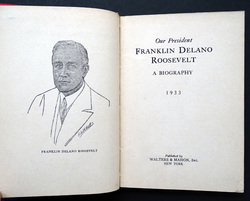 FRANKLIN DELANO ROOSEVELT
Our President
FRANKLIN DELANO
ROOSEVELT
A BIOGRAPHY
1933
Published by
WALTERS & MAHON, Inc.
NEW YORK